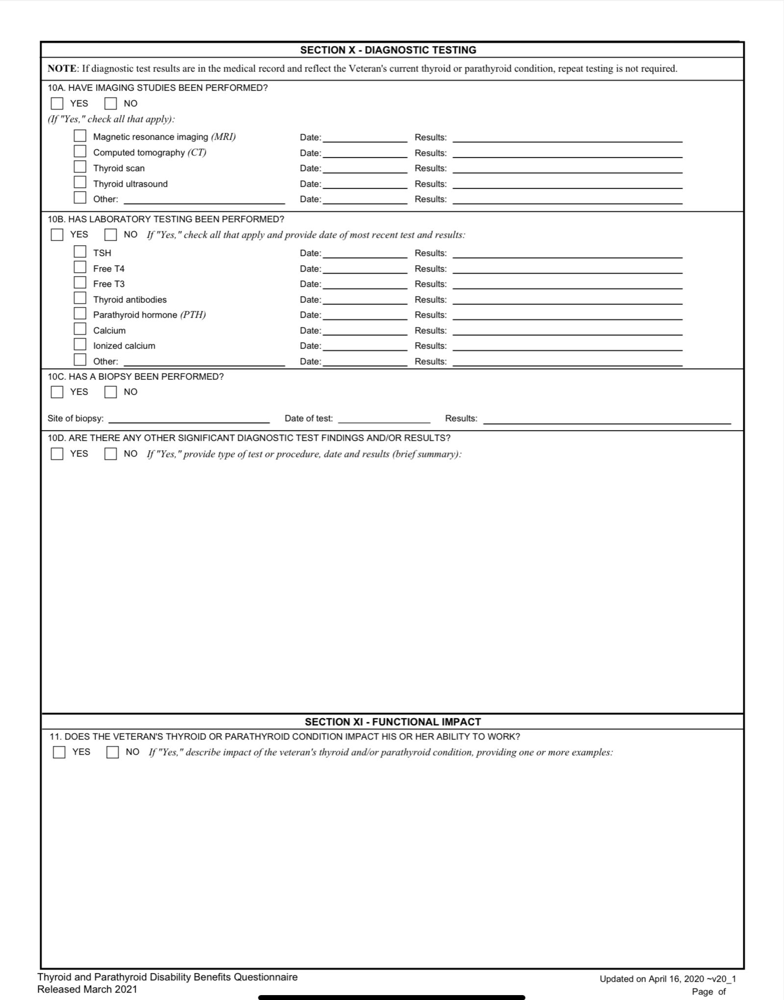 SECTION X - DIAGNOSTIC TESTING
NOTE: If diagnostic test results are in the medical record and reflect the Veteran's current thyroid or parathyroid condition, repeat testing is not required.
10A. HAVE IMAGING STUDIES BEEN PERFORMED?
YES NO
(If "Yes," check all that apply):
Magnetic resonance imaging (MRI) Date: Results:
Computed tomography (CT) Date: Results:
Thyroid scan Date: Results:
Thyroid ultrasound Date: Results:
Other: Date: Results:
10B. HAS LABORATORY TESTING BEEN PERFORMED?
YES NO If "Yes," check all that apply and provide date of most recent test and results:
TSH Date: Results:
Free T4 Date: Results:
Free T3 Date: Results:
Thyroid antibodies Date: Results:
Parathyroid hormone (PTH) Date: Results:
Calcium Date: Results:
Ionized calcium Date: Results:
Other: Date: Results:
10C. HAS A BIOPSY BEEN PERFORMED?
YES NO
Site of biopsy: Date of test: Results:
10D. ARE THERE ANY OTHER SIGNIFICANT DIAGNOSTIC TEST FINDINGS AND/OR RESULTS?
YES NO If "Yes," provide type of test or procedure, date and results (brief summary):
SECTION XI - FUNCTIONAL IMPACT
11. DOES THE VETERAN'S THYROID OR PARATHYROID CONDITION IMPACT HIS OR HER ABILITY TO WORK?
YES NO If "Yes," describe impact of the veteran's thyroid and/or parathyroid condition, providing one or more examples:
Thyroid and Parathyroid Disability Benefits Questionnaire
Released March 2021
Updated on April 16, 2020 ~v20_1
Page of